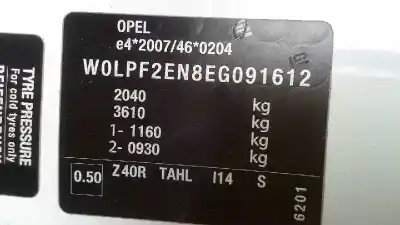 OPEL
e4*2007/46*0204
W0LPF2EN8EG091612
2040 kg
3610 kg
1- 1160 kg
2- 0930 kg
0.50 Z40R TAHL I14 S
6201
TYRE PRESSURE
For cold tyres only